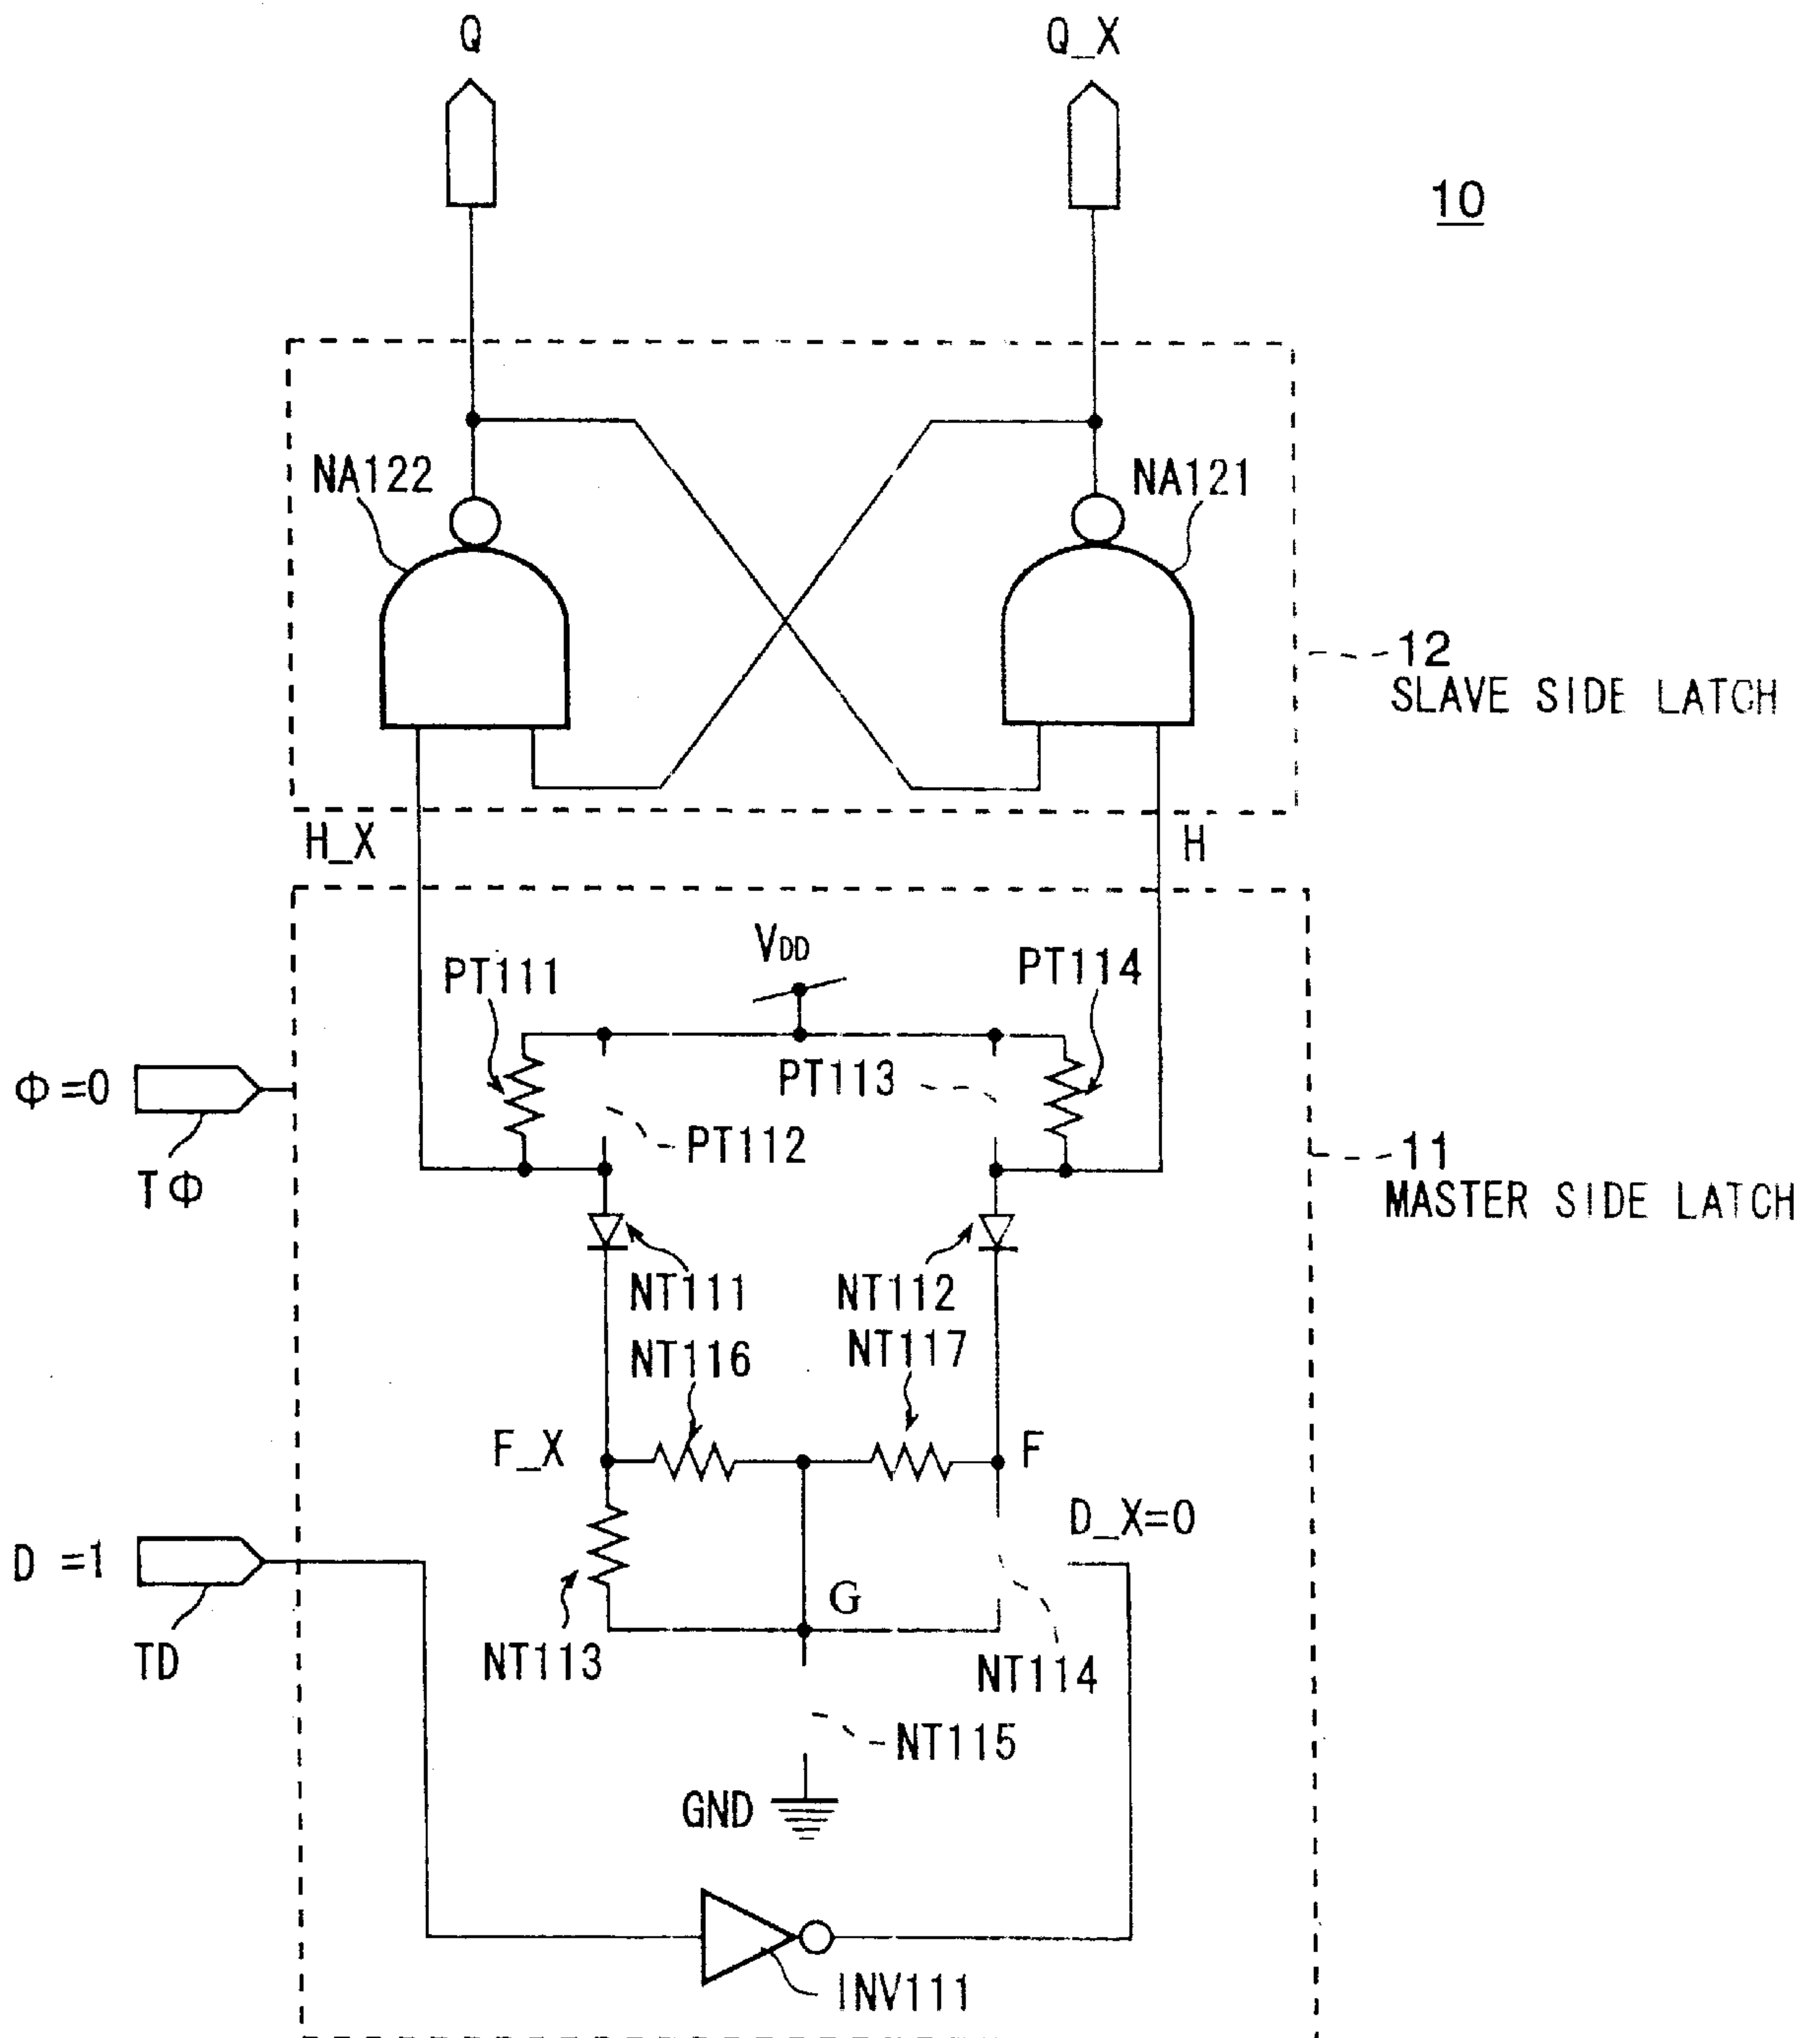 Q
Q_X
10
NA122
NA121
12
SLAVE SIDE LATCH
H_X
H
VDD
PT111
PT114
PT113
Φ=0
PT112
TΦ
11
MASTER SIDE LATCH
NT111
NT112
NT116
NT117
F_X
F
D_X=0
D =1
G
TD
NT113
NT114
NT115
GND
INV111